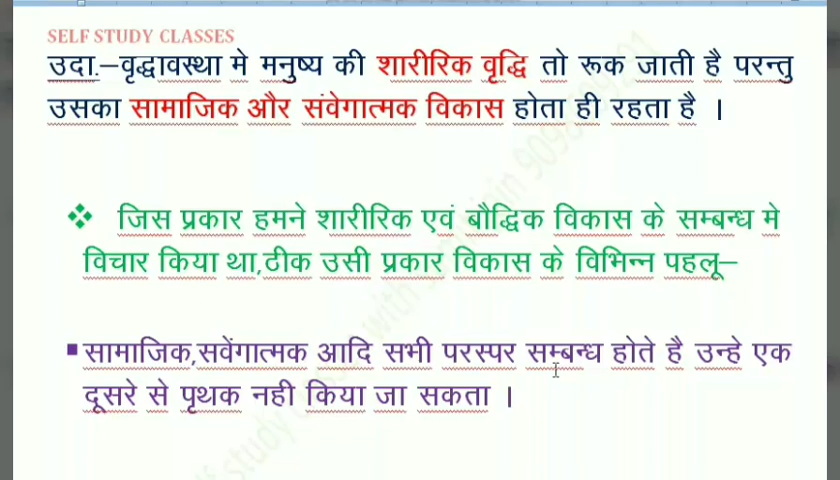 SELF STUDY CLASSES
उदा.–वृद्धावस्था मे मनुष्य की शारीरिक वृद्धि तो रूक जाती है परन्तु
उसका सामाजिक और संवेगात्मक विकास होता ही रहता है ।
❖ जिस प्रकार हमने शारीरिक एवं बौद्धिक विकास के सम्बन्ध मे
विचार किया था,ठीक उसी प्रकार विकास के विभिन्न पहलू–
▪ सामाजिक,सवेंगात्मक आदि सभी परस्पर सम्बन्ध होते है उन्हे एक
दूसरे से पृथक नही किया जा सकता ।